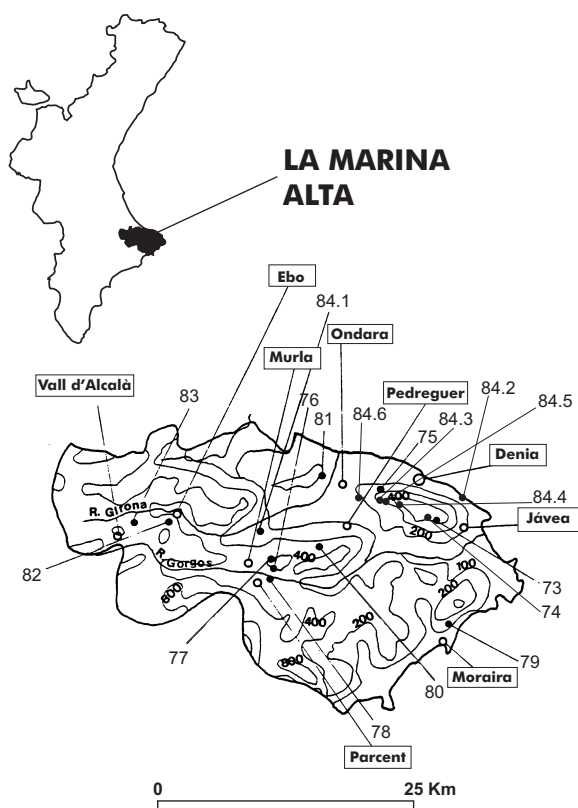 LA MARINA
ALTA
Ebo
84.1
Ondara
Murla
Vall d'Alcalà
83
76
81
Pedreguer
84.6
75
84.3
84.2
84.5
Denia
400
84.4
R. Girona
200
Jávea
82
R. Gorgos
400
800
100
200
73
74
400
200
77
800
79
Moraira
80
78
Parcent
0
25 Km